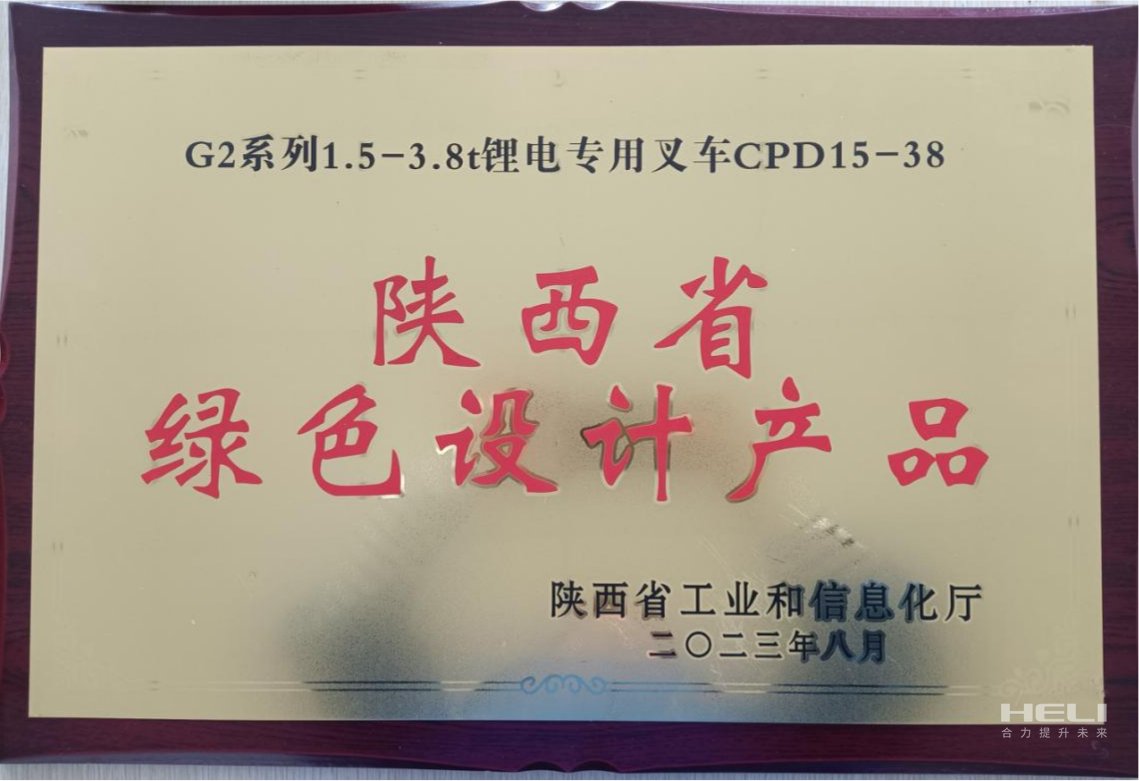 G2系列1.5-3.8t锂电专用叉车CPD15-38
陕西省
绿色设计产品
陕西省工业和信息化厅
二〇二三年八月
HELI
合力提升未来